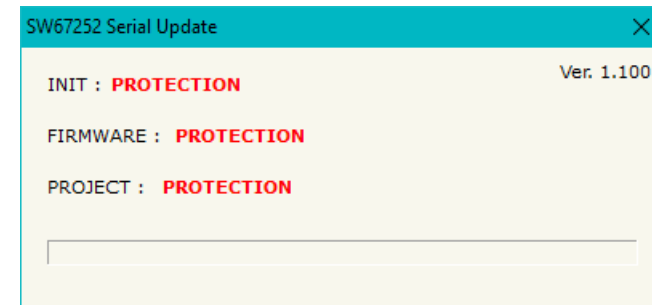 SW67252 Serial Update
Ver. 1.100
INIT : PROTECTION
FIRMWARE : PROTECTION
PROJECT : PROTECTION